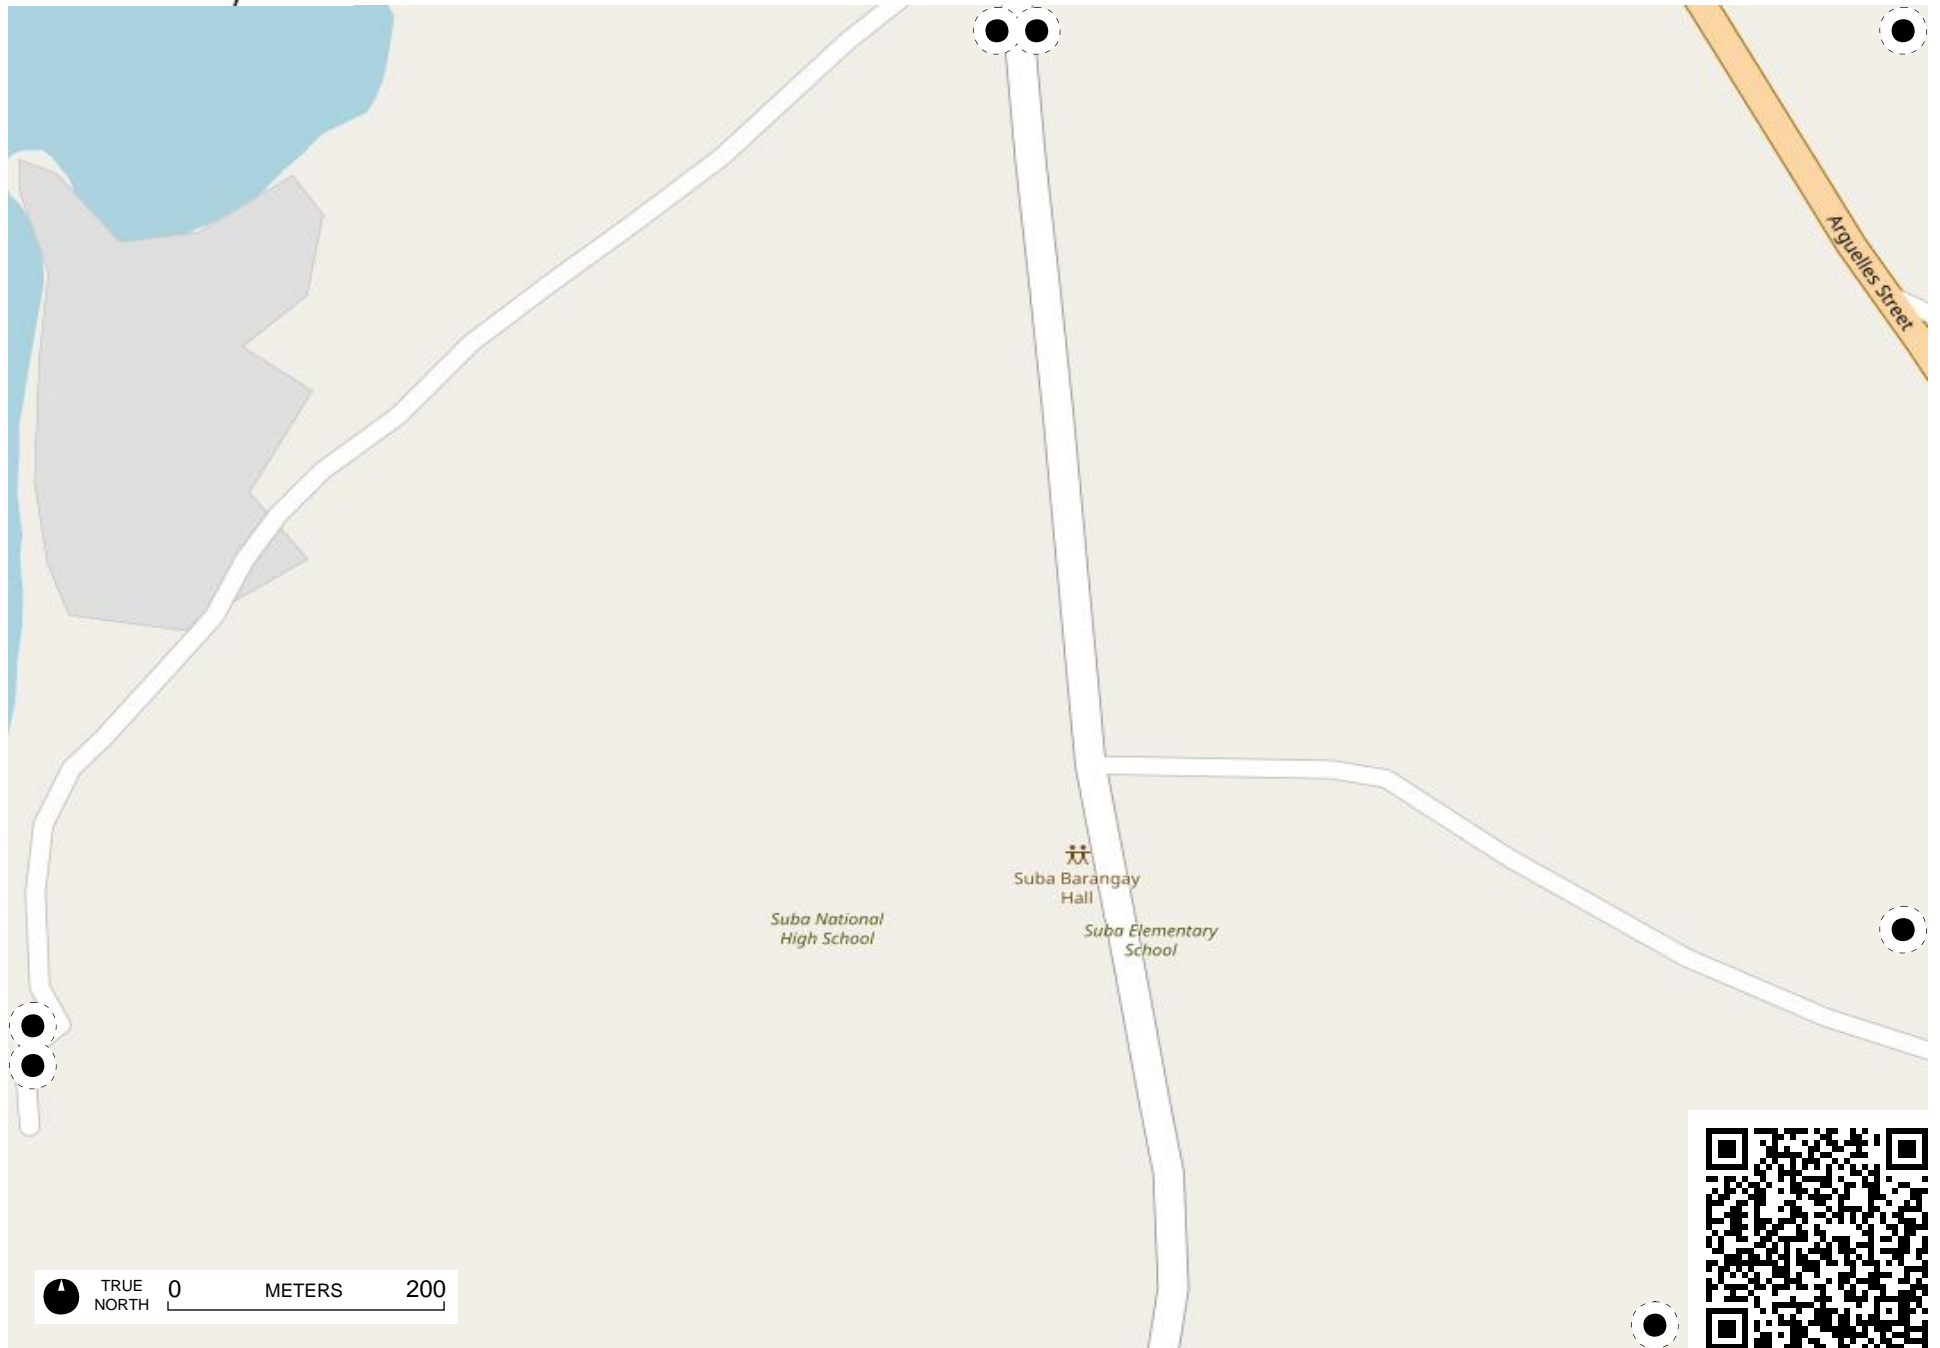 Arguelles Street
Suba Barangay
Hall
Suba National
High School
Suba Elementary
School
TRUE
NORTH
0 METERS 200